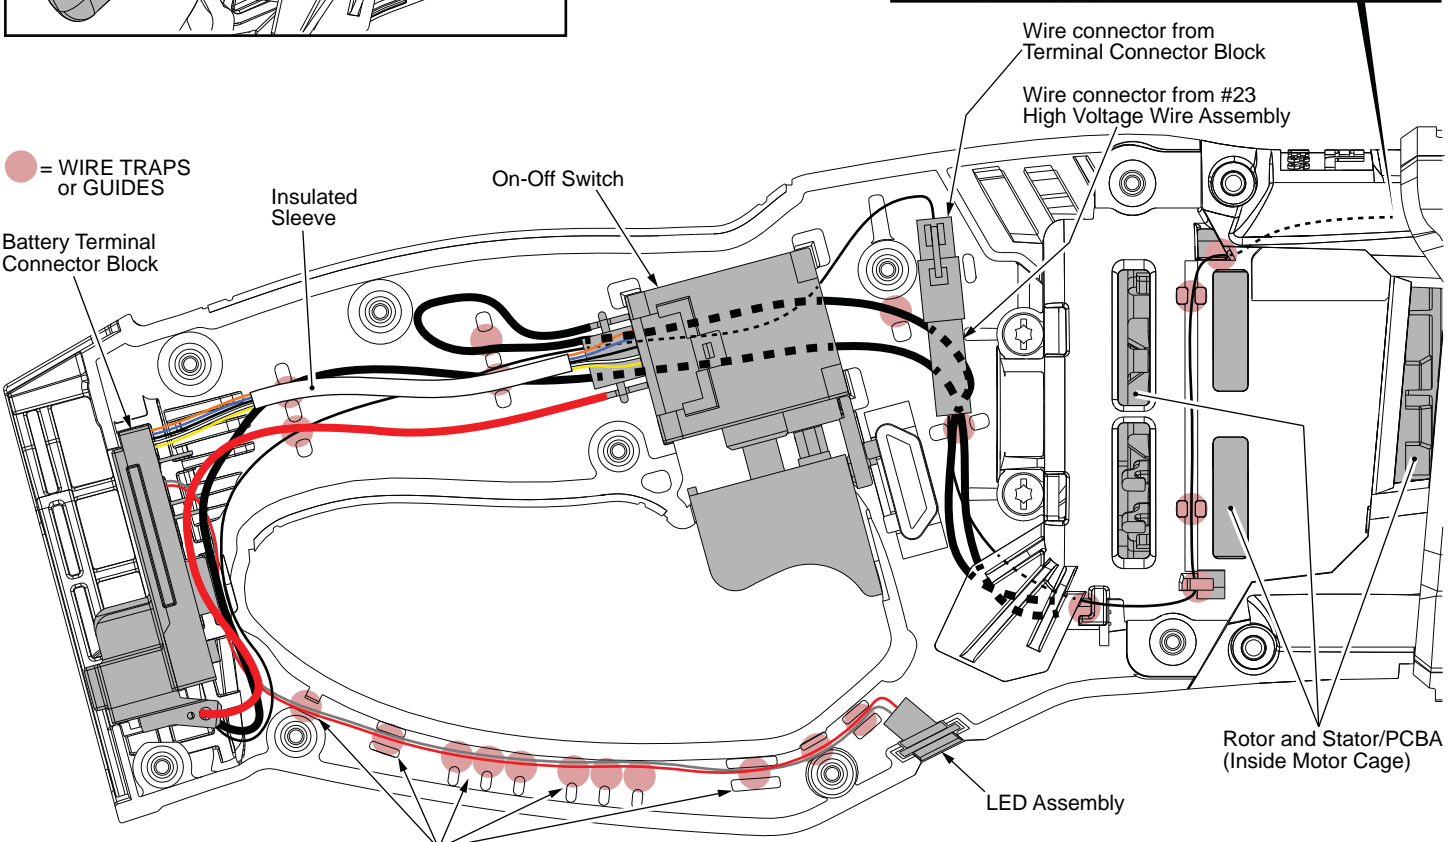 Wire connector from
Terminal Connector Block
Wire connector from #23
High Voltage Wire Assembly
= WIRE TRAPS
or GUIDES
On-Off Switch
Insulated
Sleeve
Battery Terminal
Connector Block
Rotor and Stator/PCBA
(Inside Motor Cage)
LED Assembly